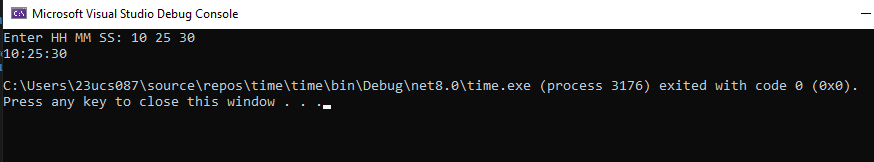 Microsoft Visual Studio Debug Console
Enter HH MM SS: 10 25 30
10:25:30
C:\Users\23ucs087\source\repos\time\time\bin\Debug\net8.0\time.exe (process 3176) exited with code 0 (0x0).
Press any key to close this window . . .